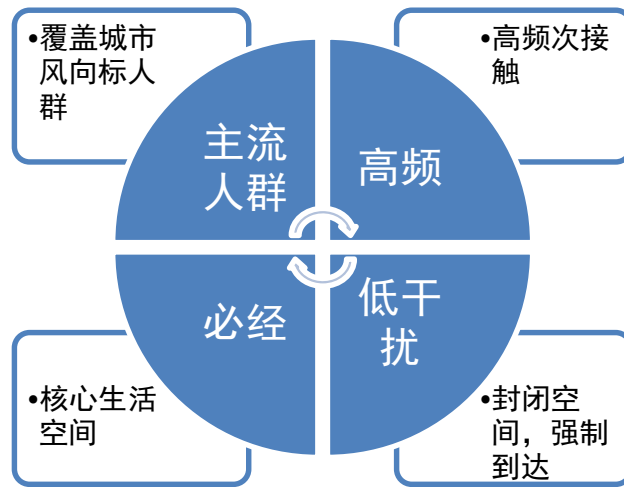 •覆盖城市
风向标人
群
•高频次接
触
主流
人群
高频
必经
低干
扰
•核心生活
空间
•封闭空
间，强制
到达